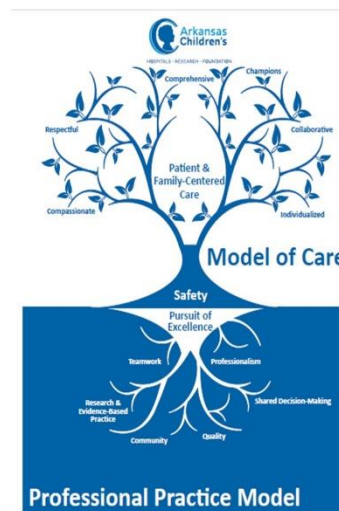 Arkansas
Children's
HOSPITALS · RESEARCH · FOUNDATION
Champions
Comprehensive
Respectful
Collaborative
Patient &
Family-Centered
Care
Compassionate
Individualized
Model of Care
Safety
Pursuit of
Excellence
Teamwork
Professionalism
Research &
Evidence-Based
Practice
Shared Decision-Making
Community
Quality
Professional Practice Model